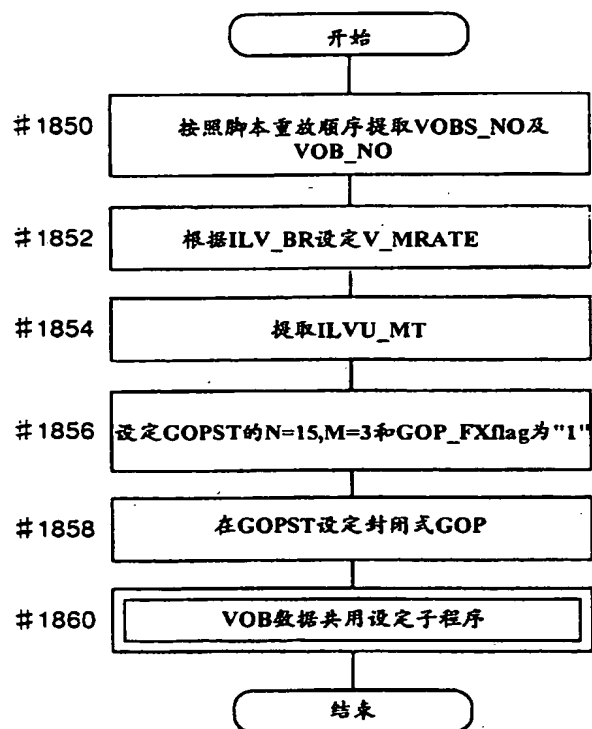 开始
#1850
按照脚本重放顺序提取VOBS_NO及
VOB_NO
#1852
根据ILV_BR设定V_MRATE
#1854
提取ILVU_MT
#1856
设定GOPST的N=15,M=3和GOP_FXflag为"1"
#1858
在GOPST设定封闭式GOP
#1860
VOB数据共用设定子程序
结束